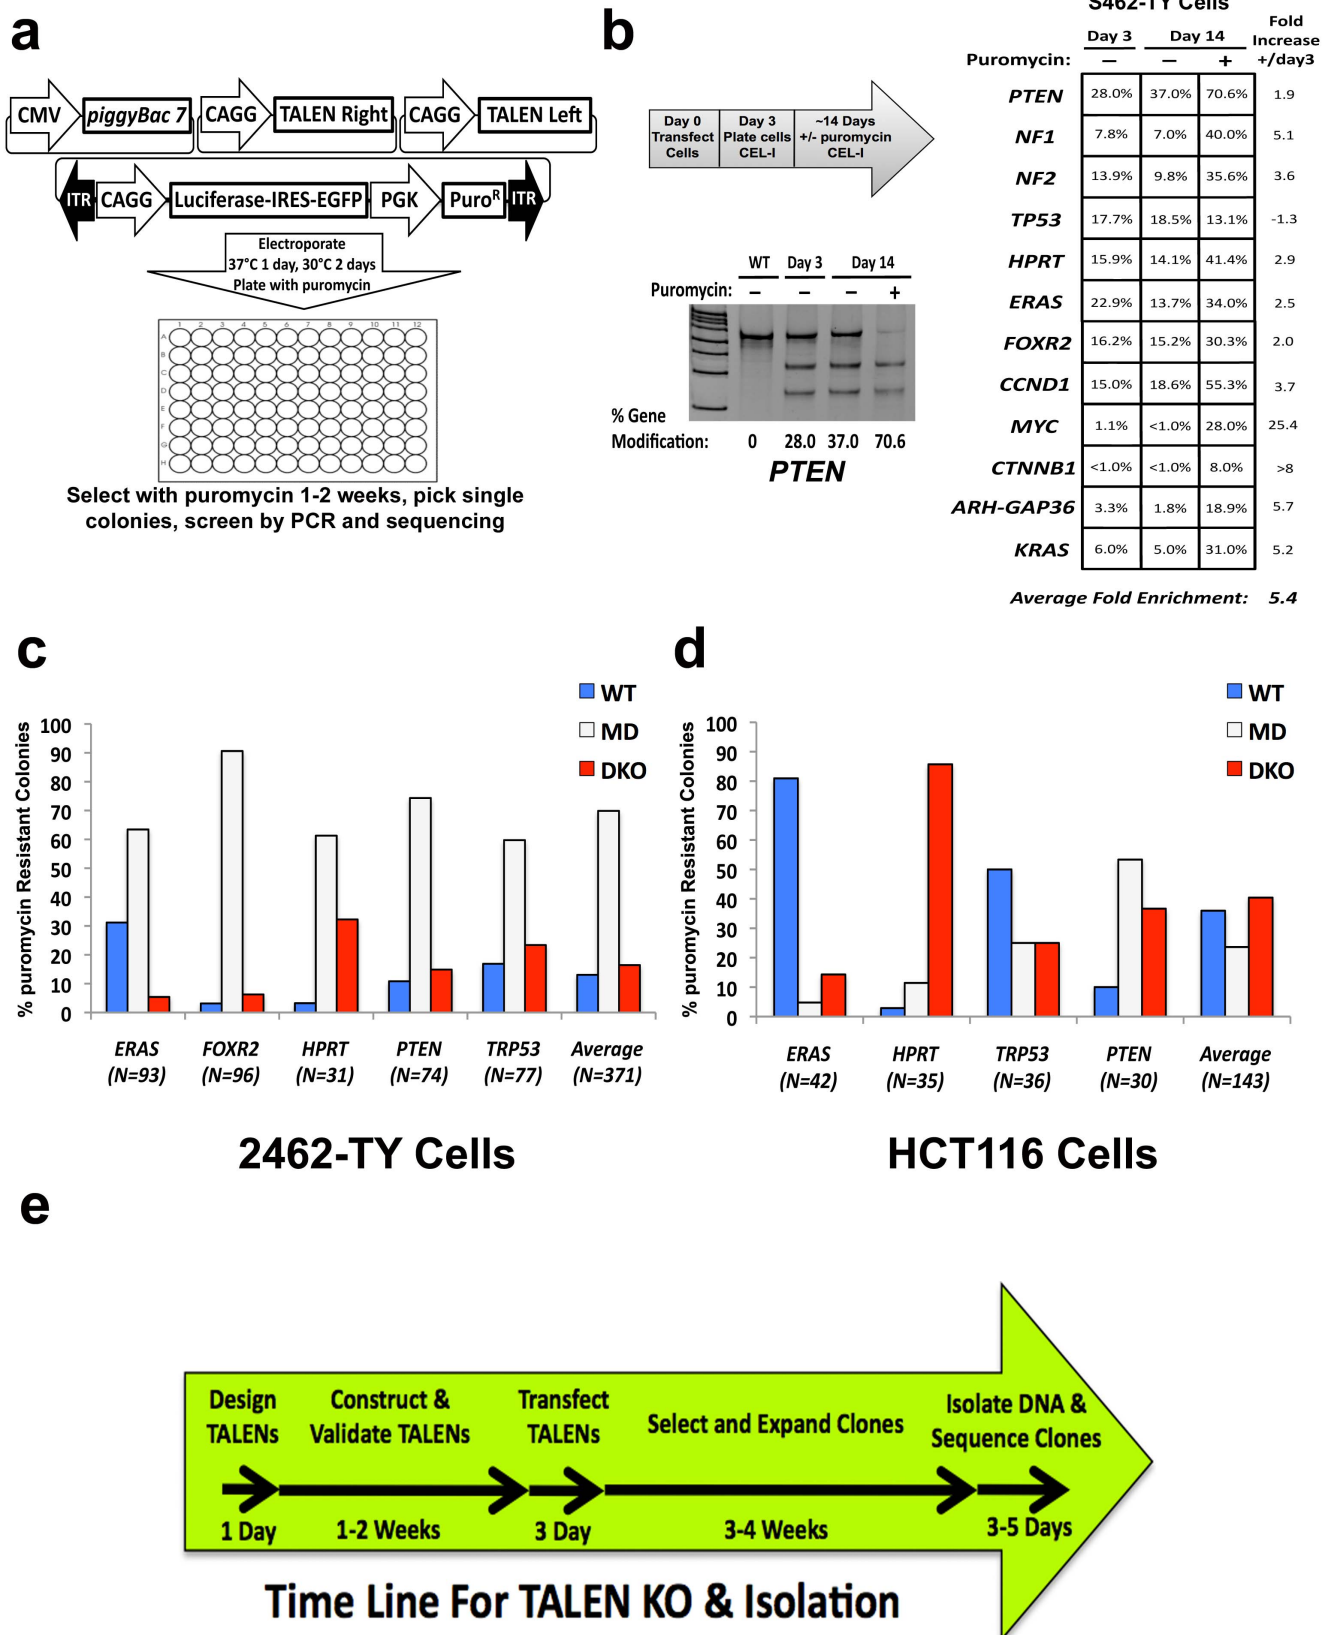 a
CMV piggyBac 7 CAGG TALEN Right CAGG TALEN Left
ITR CAGG Luciferase-IRES-EGFP PGK PuroR ITR
Electroporate
37°C 1 day, 30°C 2 days
Plate with puromycin
1 2 3 4 5 6 7 8 9 10 11 12
A
B
C
D
E
F
G
H
Select with puromycin 1-2 weeks, pick single
colonies, screen by PCR and sequencing
b
Day 0 Day 3 ~14 Days
Transfect Plate cells +/- puromycin
Cells CEL-I CEL-I
WT Day 3 Day 14
Puromycin: – – – +
% Gene
Modification: 0 28.0 37.0 70.6
PTEN
S462-TY Cells
Fold
Day 3 Day 14 Increase
Puromycin: – – + +/day3
PTEN 28.0% 37.0% 70.6% 1.9
NF1 7.8% 7.0% 40.0% 5.1
NF2 13.9% 9.8% 35.6% 3.6
TP53 17.7% 18.5% 13.1% -1.3
HPRT 15.9% 14.1% 41.4% 2.9
ERAS 22.9% 13.7% 34.0% 2.5
FOXR2 16.2% 15.2% 30.3% 2.0
CCND1 15.0% 18.6% 55.3% 3.7
MYC 1.1% <1.0% 28.0% 25.4
CTNNB1 <1.0% <1.0% 8.0% >8
ARH-GAP36 3.3% 1.8% 18.9% 5.7
KRAS 6.0% 5.0% 31.0% 5.2
Average Fold Enrichment: 5.4
c
WT
MD
DKO
% puromycin Resistant Colonies
100
90
80
70
60
50
40
30
20
10
0
ERAS FOXR2 HPRT PTEN TRP53 Average
(N=93) (N=96) (N=31) (N=74) (N=77) (N=371)
2462-TY Cells
d
WT
MD
DKO
% puromycin Resistant Colonies
100
90
80
70
60
50
40
30
20
10
0
ERAS HPRT TRP53 PTEN Average
(N=42) (N=35) (N=36) (N=30) (N=143)
HCT116 Cells
e
Design Construct & Transfect Select and Expand Clones Isolate DNA &
TALENs Validate TALENs TALENs Sequence Clones
1 Day 1-2 Weeks 3 Day 3-4 Weeks 3-5 Days
Time Line For TALEN KO & Isolation